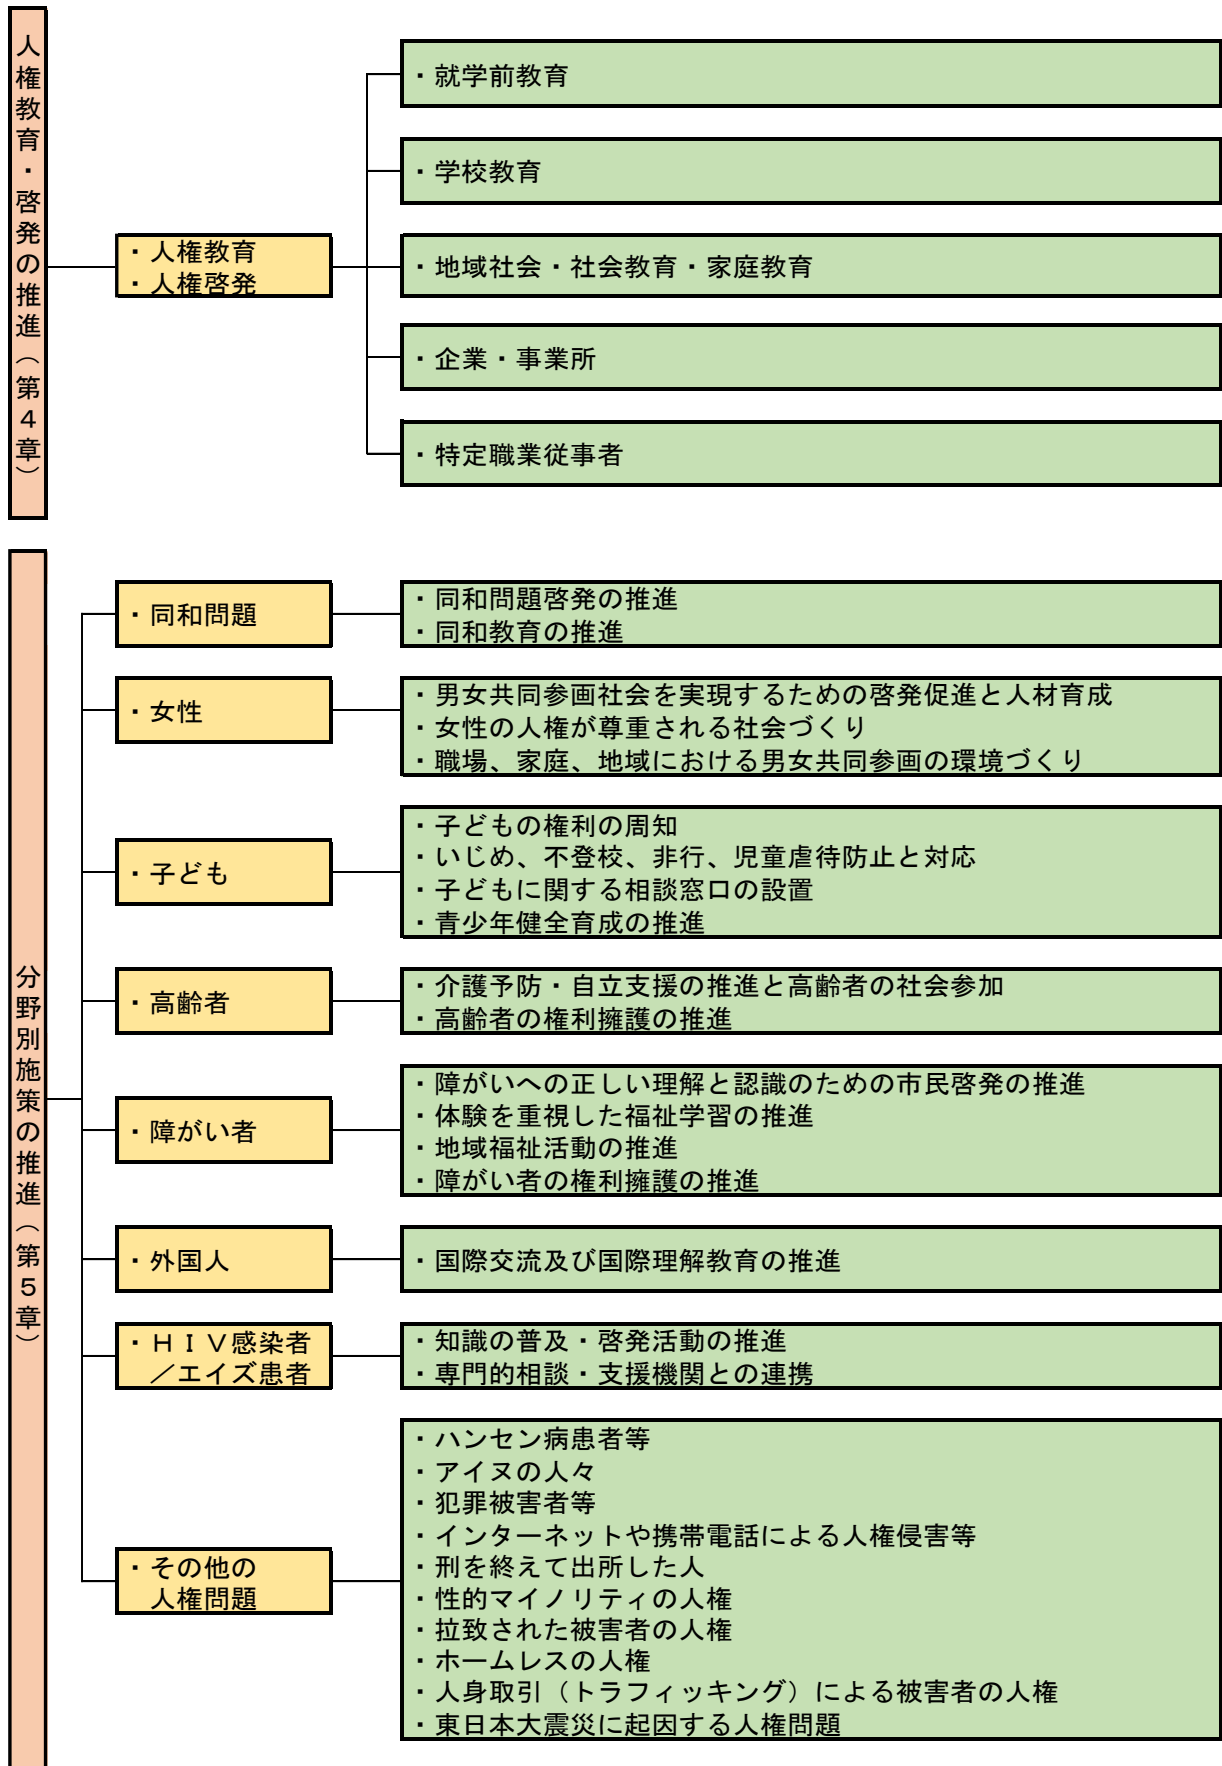 人権教育・啓発の推進（第４章）
・人権教育
・人権啓発
・就学前教育
・学校教育
・地域社会・社会教育・家庭教育
・企業・事業所
・特定職業従事者
分野別施策の推進（第５章）
・同和問題
・同和問題啓発の推進
・同和教育の推進
・女性
・男女共同参画社会を実現するための啓発促進と人材育成
・女性の人権が尊重される社会づくり
・職場、家庭、地域における男女共同参画の環境づくり
・子ども
・子どもの権利の周知
・いじめ、不登校、非行、児童虐待防止と対応
・子どもに関する相談窓口の設置
・青少年健全育成の推進
・高齢者
・介護予防・自立支援の推進と高齢者の社会参加
・高齢者の権利擁護の推進
・障がい者
・障がいへの正しい理解と認識のための市民啓発の推進
・体験を重視した福祉学習の推進
・地域福祉活動の推進
・障がい者の権利擁護の推進
・外国人
・国際交流及び国際理解教育の推進
・ＨＩＶ感染者
／エイズ患者
・知識の普及・啓発活動の推進
・専門的相談・支援機関との連携
・その他の
人権問題
・ハンセン病患者等
・アイヌの人々
・犯罪被害者等
・インターネットや携帯電話による人権侵害等
・刑を終えて出所した人
・性的マイノリティの人権
・拉致された被害者の人権
・ホームレスの人権
・人身取引（トラフィッキング）による被害者の人権
・東日本大震災に起因する人権問題